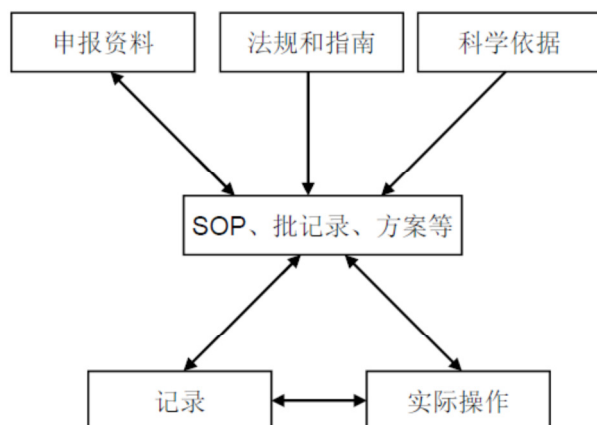 申报资料
法规和指南
科学依据
SOP、批记录、方案等
记录
实际操作